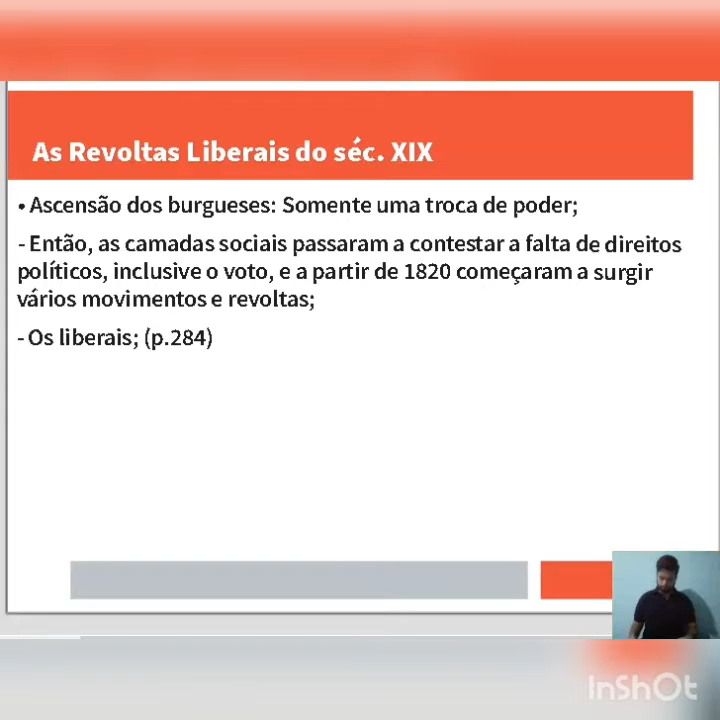 As Revoltas Liberais do séc. XIX
• Ascensão dos burgueses: Somente uma troca de poder;
- Então, as camadas sociais passaram a contestar a falta de direitos
políticos, inclusive o voto, e a partir de 1820 começaram a surgir
vários movimentos e revoltas;
- Os liberais; (p.284)
InShOt